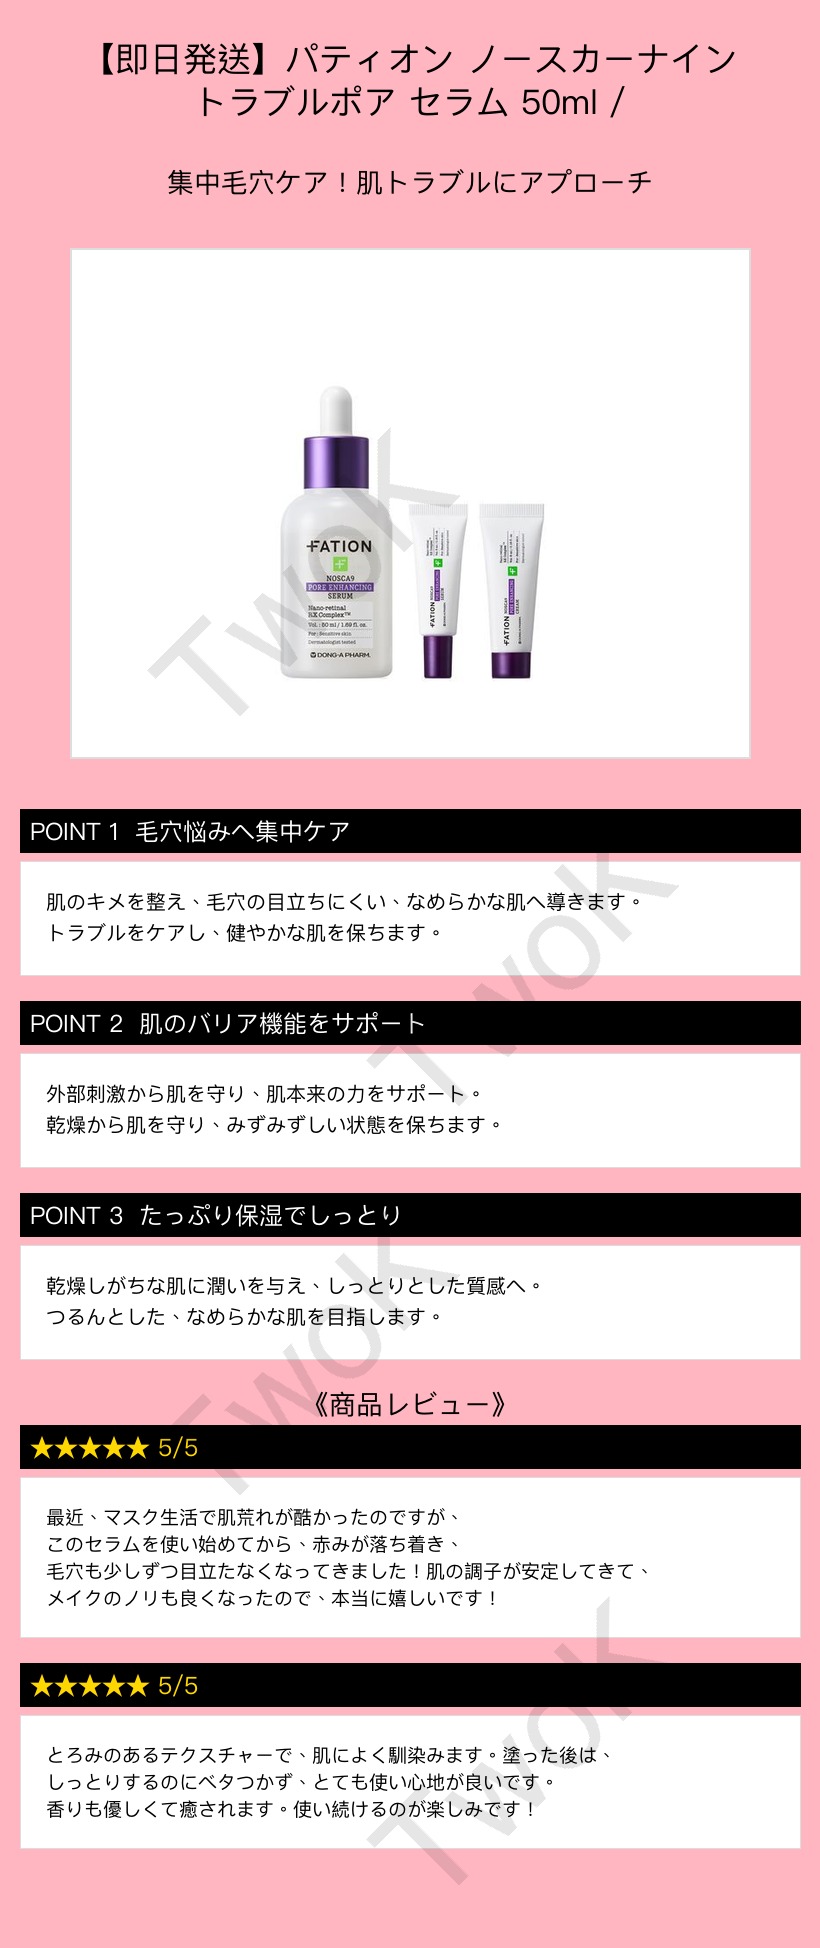 【即日発送】パティオン ノースカーナイン
トラブルポア セラム 50ml /
集中毛穴ケア！肌トラブルにアプローチ
FATION
NOSCA9
PORE ENHANCING
SERUM
Nano-retinal
RX Complex™
Vol. : 50 ml / 1.69 fl. oz.
For : Sensitive skin
Dermatologist tested
DONG-A PHARM.
FATION
NOSCA9
PORE ENHANCING
SERUM
FATION
NOSCA9
PORE ENHANCING
SERUM
TwoK
POINT 1 毛穴悩みへ集中ケア
肌のキメを整え、毛穴の目立ちにくい、なめらかな肌へ導きます。
トラブルをケアし、健やかな肌を保ちます。
TwoK
POINT 2 肌のバリア機能をサポート
外部刺激から肌を守り、肌本来の力をサポート。
乾燥から肌を守り、みずみずしい状態を保ちます。
POINT 3 たっぷり保湿でしっとり
乾燥しがちな肌に潤いを与え、しっとりとした質感へ。
つるんとした、なめらかな肌を目指します。
TwoK
《商品レビュー》
★★★★★ 5/5
最近、マスク生活で肌荒れが酷かったのですが、
このセラムを使い始めてから、赤みが落ち着き、
毛穴も少しずつ目立たなくなってきました！肌の調子が安定してきて、
メイクのノリも良くなったので、本当に嬉しいです！
★★★★★ 5/5
とろみのあるテクスチャーで、肌によく馴染みます。塗った後は、
しっとりするのにベタつかず、とても使い心地が良いです。
香りも優しくて癒されます。使い続けるのが楽しみです！
TwoK